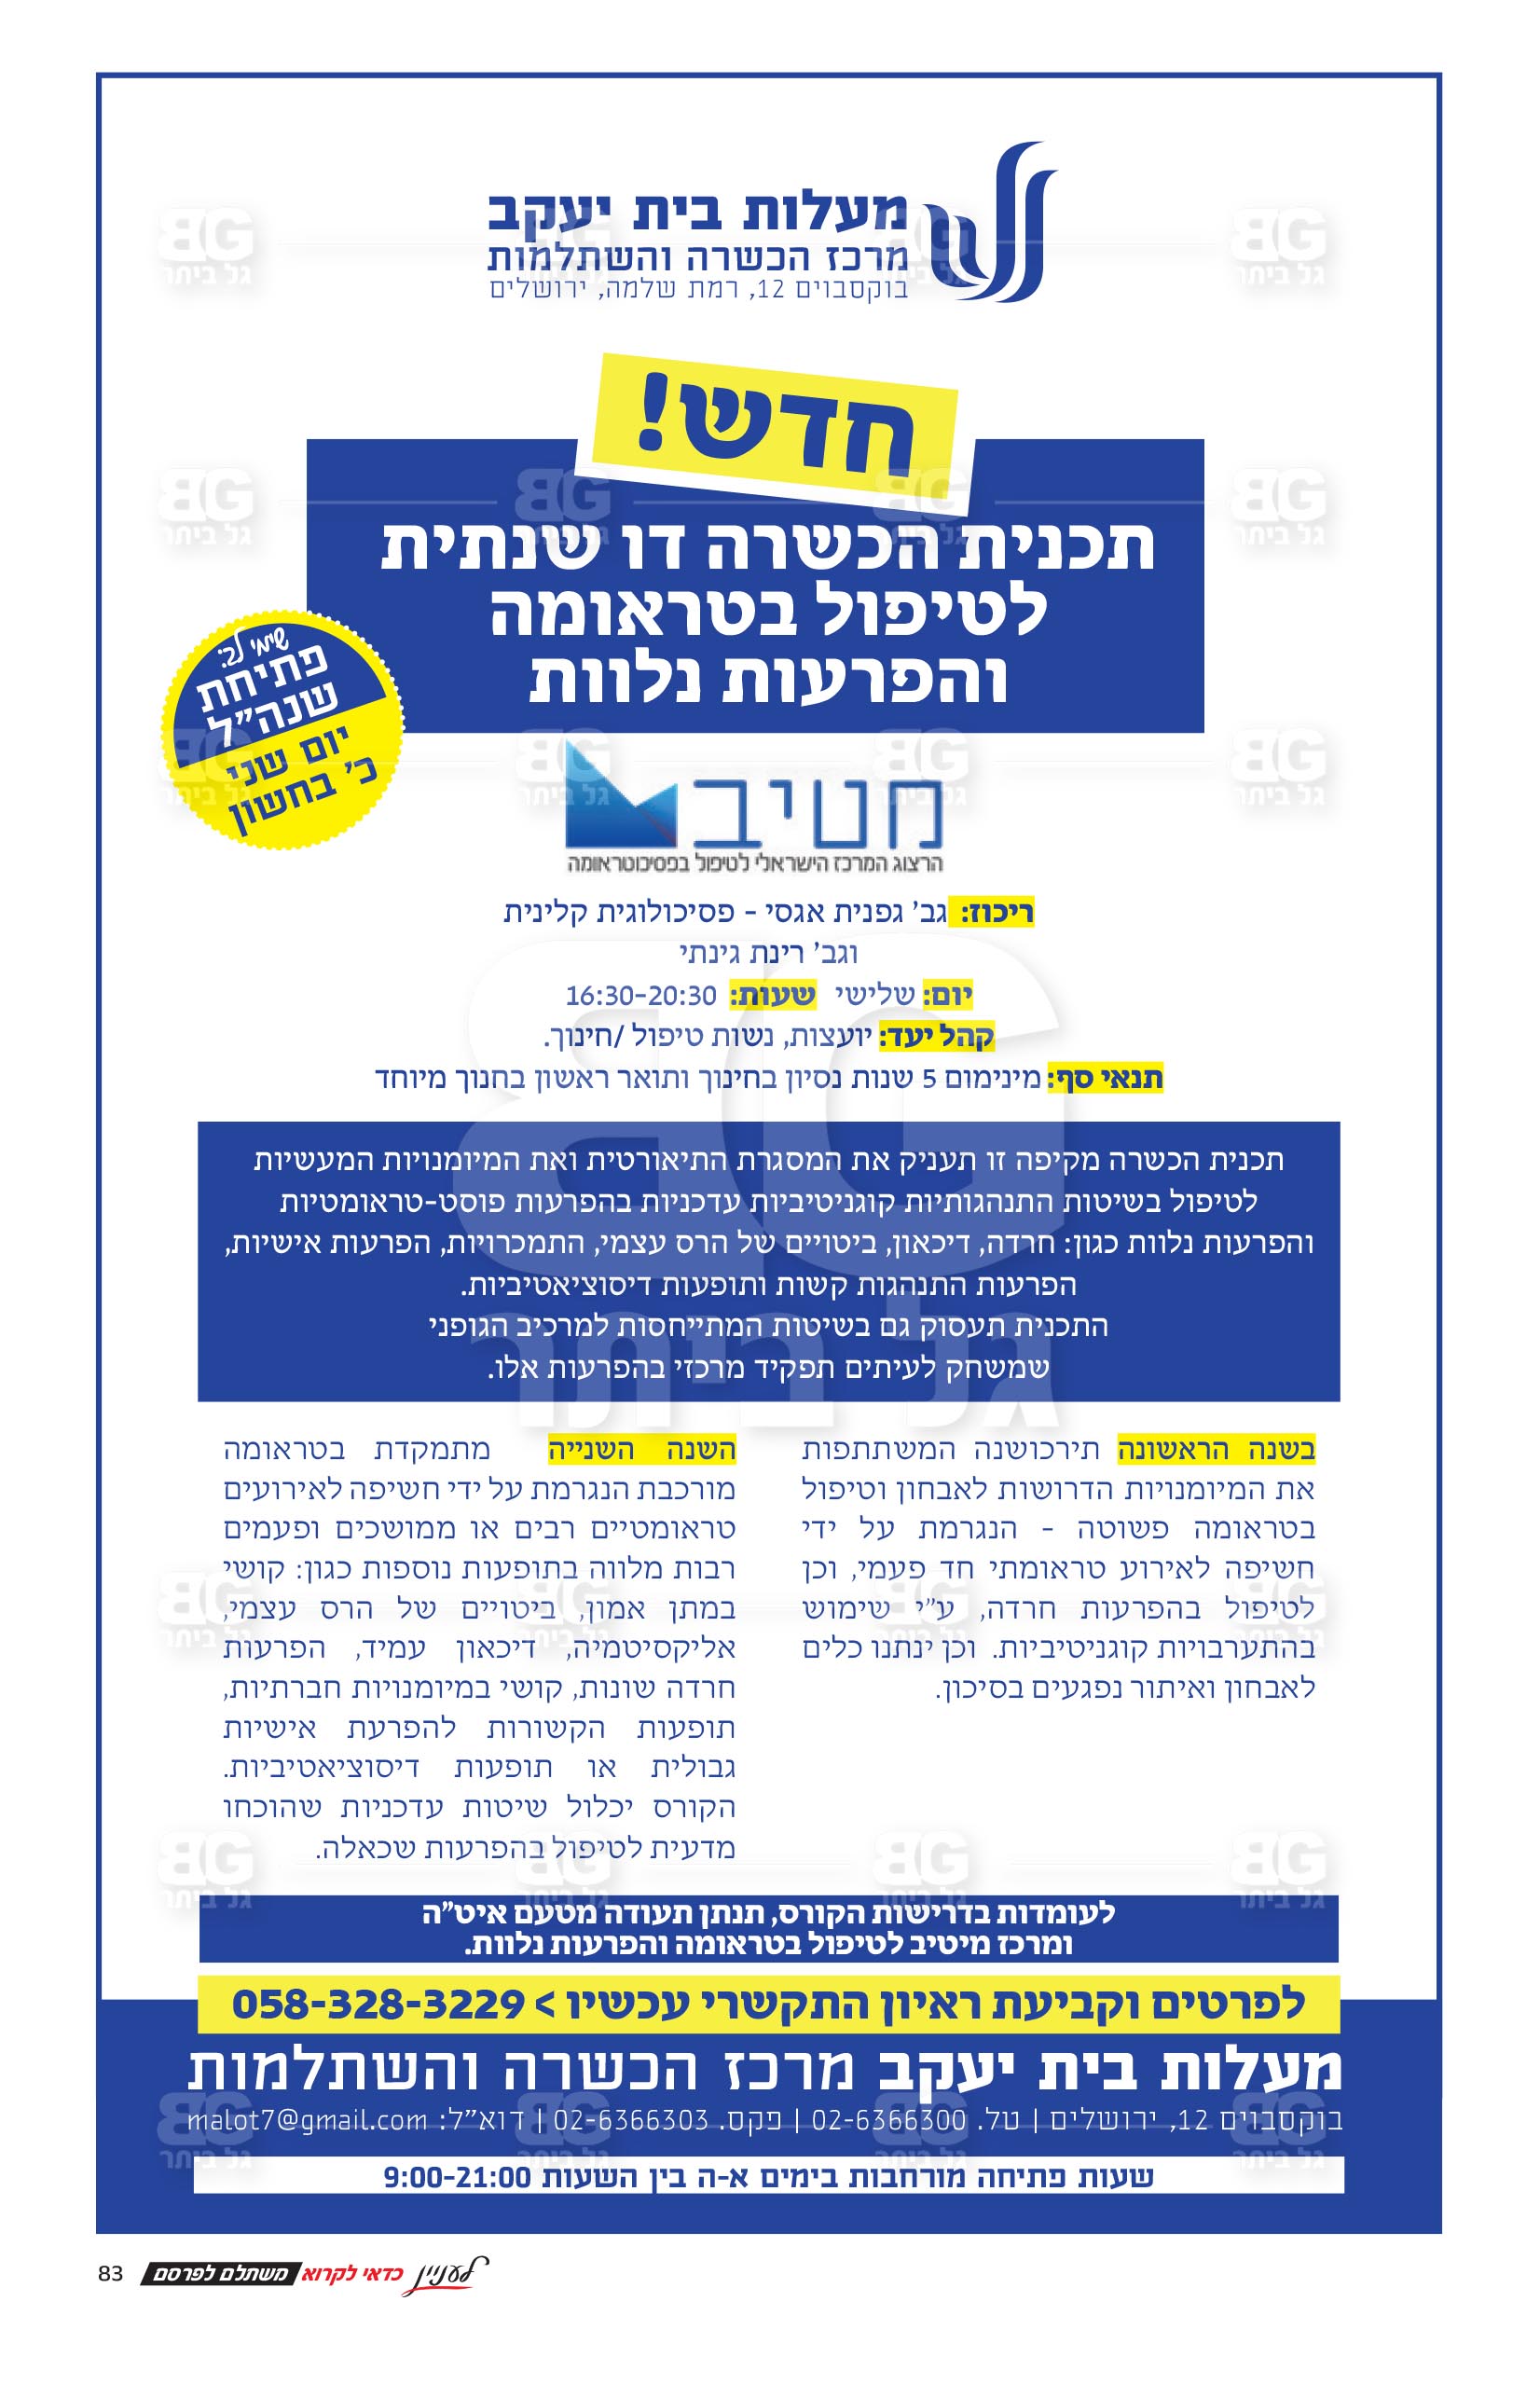 מעלות בית יעקב
מרכז הכשרה והשתלמות
בוקסבוים 12, רמת שלמה, ירושלים
חדש!
תכנית הכשרה דו שנתית
לטיפול בטראומה
והפרעות נלוות
שימי לב:
פתיחת
שנה"ל
יום שני
כ' בחשון
מטיב
הרצוג המרכז הישראלי לטיפול בפסיכוטראומה
ריכוז: גב' גפנית אגסי - פסיכולוגית קלינית
וגב' רינת גינתי
יום: שלישי שעות: 16:30-20:30
קהל יעד: יועצות, נשות טיפול /חינוך.
תנאי סף: מינימום 5 שנות נסיון בחינוך ותואר ראשון בחנוך מיוחד
תכנית הכשרה מקיפה זו תעניק את המסגרת התיאורטית ואת המיומנויות המעשיות
לטיפול בשיטות התנהגותיות קוגניטיביות עדכניות בהפרעות פוסט-טראומטיות
והפרעות נלוות כגון: חרדה, דיכאון, ביטויים של הרס עצמי, התמכרויות, הפרעות אישיות,
הפרעות התנהגות קשות ותופעות דיסוציאטיביות.
התכנית תעסוק גם בשיטות המתייחסות למרכיב הגופני
שמשחק לעיתים תפקיד מרכזי בהפרעות אלו.
בשנה הראשונה תירכושנה המשתתפות
את המיומנויות הדרושות לאבחון וטיפול
בטראומה פשוטה - הנגרמת על ידי
חשיפה לאירוע טראומתי חד פעמי, וכן
לטיפול בהפרעות חרדה, ע"י שימוש
בהתערבויות קוגניטיביות. וכן ינתנו כלים
לאבחון ואיתור נפגעים בסיכון.
השנה השנייה מתמקדת בטראומה
מורכבת הנגרמת על ידי חשיפה לאירועים
טראומטיים רבים או ממושכים ופעמים
רבות מלווה בתופעות נוספות כגון: קושי
במתן אמון, ביטויים של הרס עצמי,
אליקסיטמיה, דיכאון עמיד, הפרעות
חרדה שונות, קושי במיומנויות חברתיות,
תופעות הקשורות להפרעת אישיות
גבולית או תופעות דיסוציאטיביות.
הקורס יכלול שיטות עדכניות שהוכחו
מדעית לטיפול בהפרעות שכאלה.
לעומדות בדרישות הקורס, תנתן תעודה מטעם איט"ה
ומרכז מיטיב לטיפול בטראומה והפרעות נלוות.
לפרטים וקביעת ראיון התקשרי עכשיו > 058-328-3229
מעלות בית יעקב מרכז הכשרה והשתלמות
בוקסבוים 12, ירושלים | טל. 02-6366300 | פקס. 02-6366303 | דוא"ל: malot7@gmail.com
שעות פתיחה מורחבות בימים א-ה בין השעות 9:00-21:00
לעניין כדאי לקרוא משתלם לפרסם 83
BG
גל ביתר